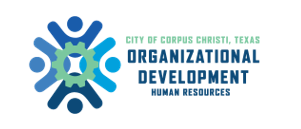 CITY OF CORPUS CHRISTI, TEXAS
ORGANIZATIONAL
DEVELOPMENT
HUMAN RESOURCES